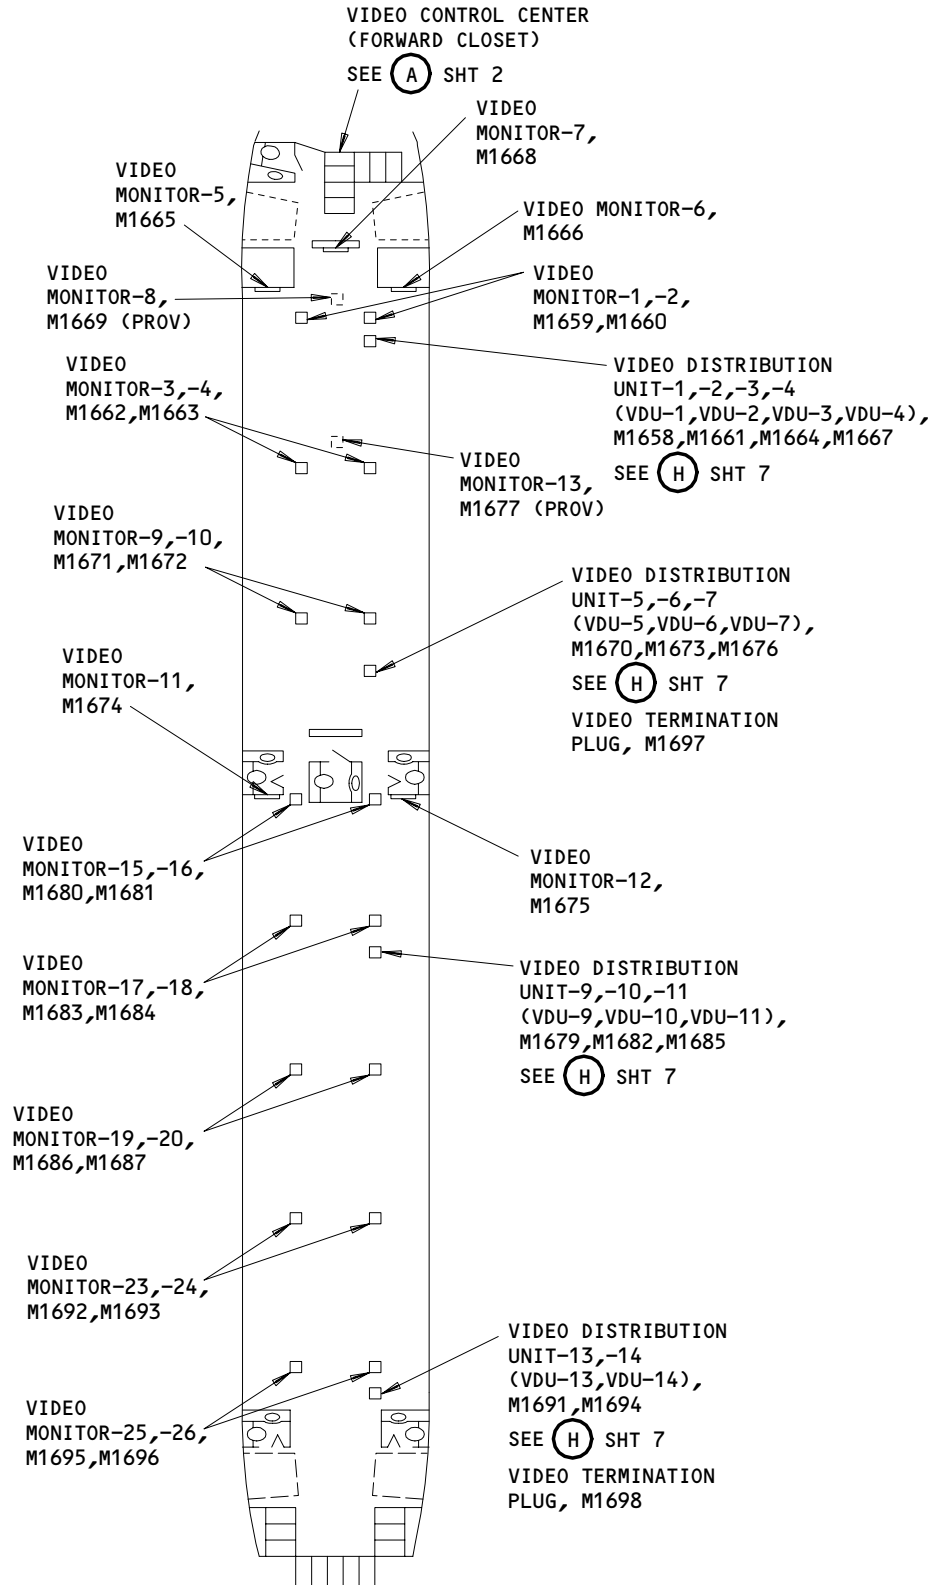 VIDEO CONTROL CENTER
(FORWARD CLOSET)
SEE A SHT 2
VIDEO
MONITOR-7,
M1668
VIDEO
MONITOR-5,
M1665
VIDEO MONITOR-6,
M1666
VIDEO
MONITOR-8,
M1669 (PROV)
VIDEO
MONITOR-1,-2,
M1659,M1660
VIDEO
MONITOR-3,-4,
M1662,M1663
VIDEO DISTRIBUTION
UNIT-1,-2,-3,-4
(VDU-1,VDU-2,VDU-3,VDU-4),
M1658,M1661,M1664,M1667
SEE H SHT 7
VIDEO
MONITOR-13,
M1677 (PROV)
VIDEO
MONITOR-9,-10,
M1671,M1672
VIDEO DISTRIBUTION
UNIT-5,-6,-7
(VDU-5,VDU-6,VDU-7),
M1670,M1673,M1676
SEE H SHT 7
VIDEO TERMINATION
PLUG, M1697
VIDEO
MONITOR-11,
M1674
VIDEO
MONITOR-15,-16,
M1680,M1681
VIDEO
MONITOR-12,
M1675
VIDEO
MONITOR-17,-18,
M1683,M1684
VIDEO DISTRIBUTION
UNIT-9,-10,-11
(VDU-9,VDU-10,VDU-11),
M1679,M1682,M1685
SEE H SHT 7
VIDEO
MONITOR-19,-20,
M1686,M1687
VIDEO
MONITOR-23,-24,
M1692,M1693
VIDEO DISTRIBUTION
UNIT-13,-14
(VDU-13,VDU-14),
M1691,M1694
SEE H SHT 7
VIDEO TERMINATION
PLUG, M1698
VIDEO
MONITOR-25,-26,
M1695,M1696